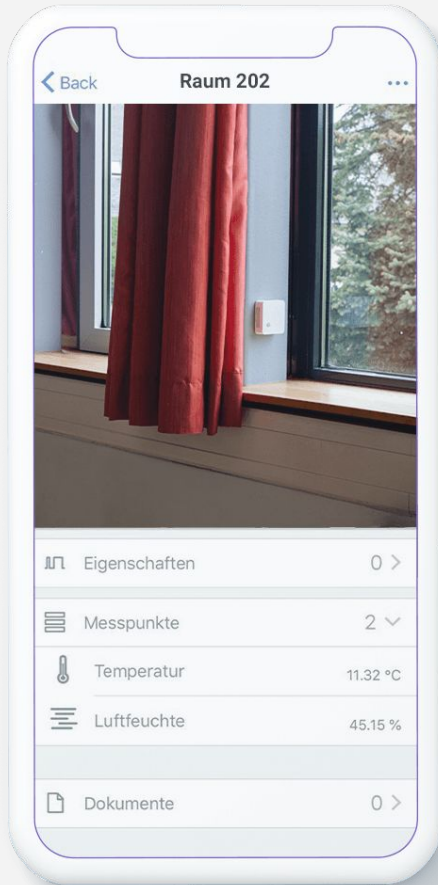 Back
Raum 202
...
Eigenschaften 0
Messpunkte 2
Temperatur 11.32 °C
Luftfeuchte 45.15 %
Dokumente 0